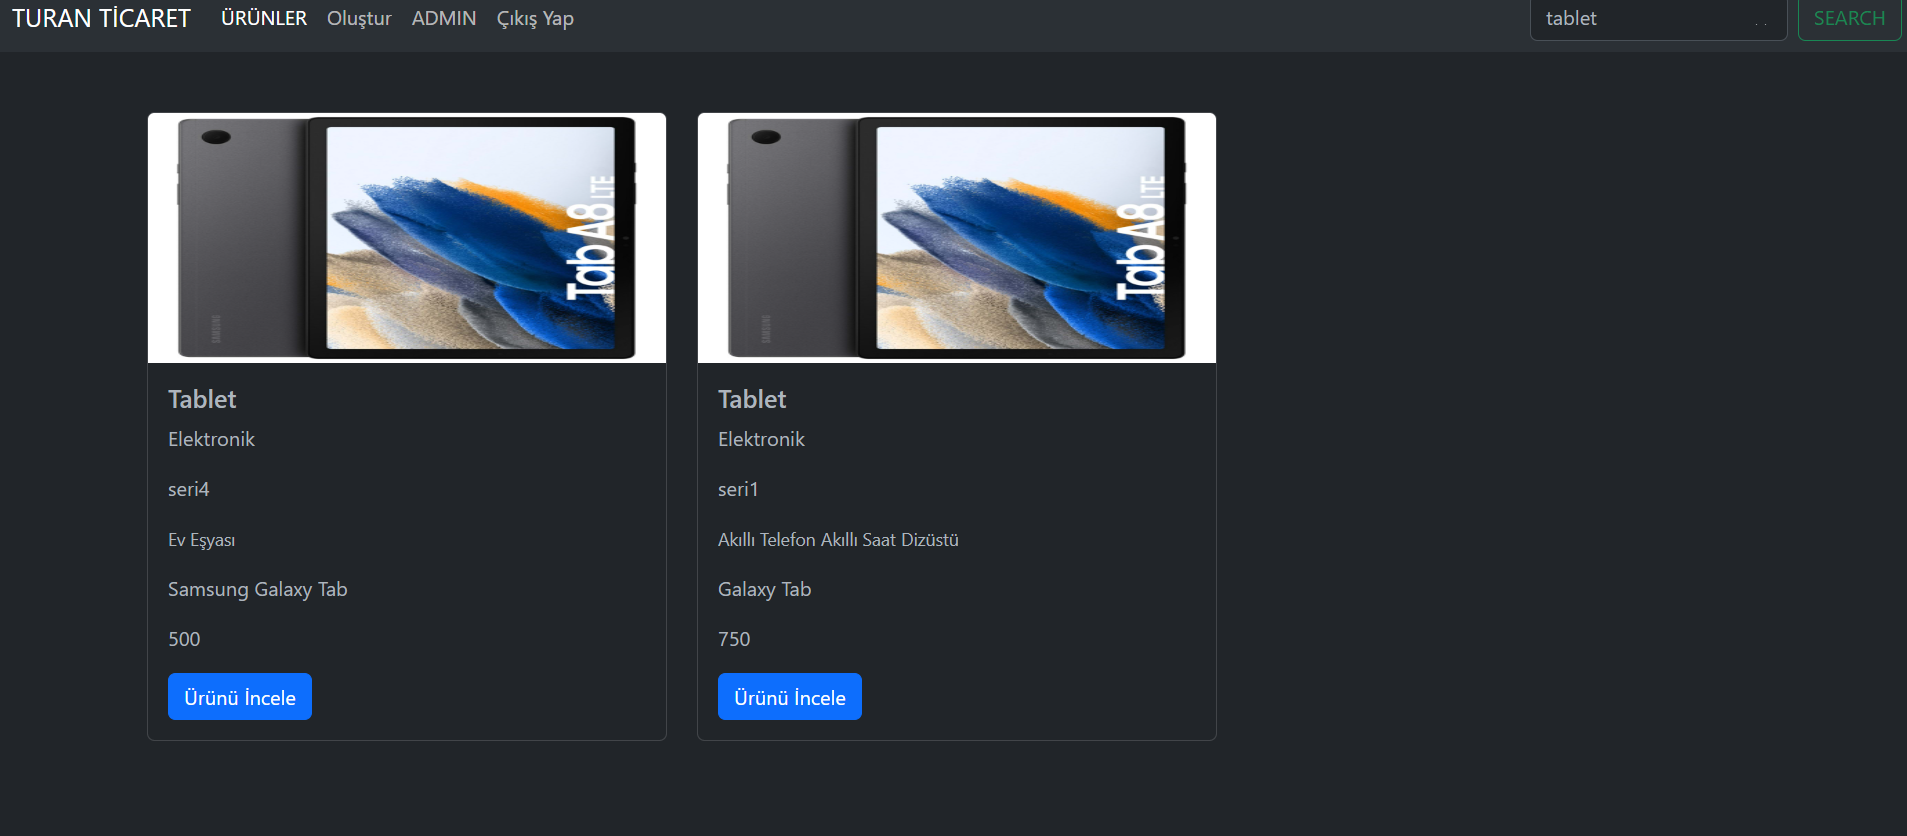 TURAN TİCARET ÜRÜNLER Oluştur ADMIN Çıkış Yap tablet SEARCH
Tab A8 LTE
SAMSUNG
Tablet
Elektronik
seri4
Ev Eşyası
Samsung Galaxy Tab
500
Ürünü İncele
Tab A8 LTE
SAMSUNG
Tablet
Elektronik
seri1
Akıllı Telefon Akıllı Saat Dizüstü
Galaxy Tab
750
Ürünü İncele